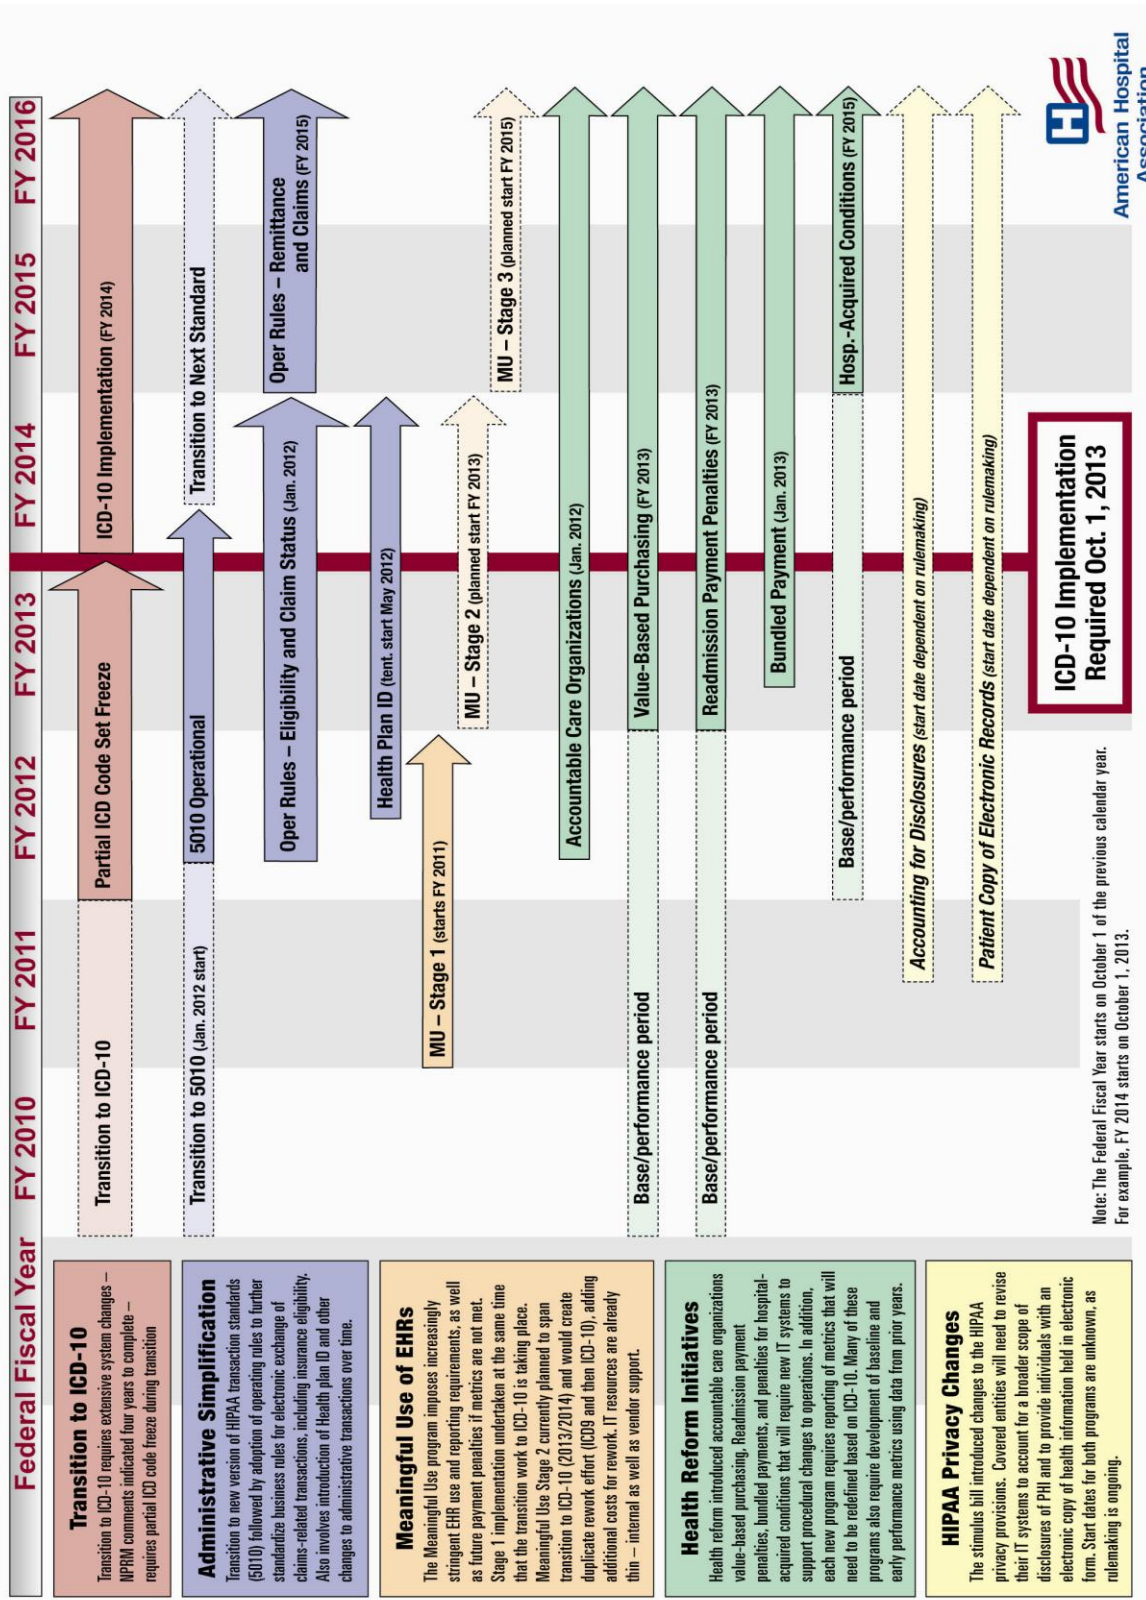 Federal Fiscal Year
FY 2010
FY 2011
FY 2012
FY 2013
FY 2014
FY 2015
FY 2016
Transition to ICD-10
Transition to ICD-10 requires extensive system changes –
NPRM comments indicated four years to complete –
requires partial ICD code freeze during transition
Transition to ICD-10
Partial ICD Code Set Freeze
ICD-10 Implementation (FY 2014)
Administrative Simplification
Transition to new version of HIPAA transaction standards
(5010) followed by adoption of operating rules to further
standardize business rules for electronic exchange of
claims-related transactions, including insurance eligibility.
Also involves introduction of Health plan ID and other
changes to administrative transactions over time.
Transition to 5010 (Jan. 2012 start)
5010 Operational
Transition to Next Standard
Oper Rules – Eligibility and Claim Status (Jan. 2012)
Oper Rules – Remittance
and Claims (FY 2015)
Health Plan ID (tent. start May 2012)
Meaningful Use of EHRs
The Meaningful Use program imposes increasingly
stringent EHR use and reporting requirements, as well
as future payment penalties if metrics are not met.
Stage 1 implementation undertaken at the same time
that the transition work to ICD-10 is taking place.
Meaningful Use Stage 2 currently planned to span
transition to ICD-10 (2013/2014) and would create
duplicate rework effort (ICD9 and then ICD-10), adding
additional costs for rework. IT resources are already
thin – internal as well as vendor support.
MU – Stage 1 (starts FY 2011)
MU – Stage 2 (planned start FY 2013)
MU – Stage 3 (planned start FY 2015)
Health Reform Initiatives
Health reform introduced accountable care organizations
value-based purchasing, Readmission payment
penalties, bundled payments, and penalties for hospital-
acquired conditions that will require new IT systems to
support procedural changes to operations. In addition,
each new program requires reporting of metrics that will
need to be redefined based on ICD-10. Many of these
programs also require development of baseline and
early performance metrics using data from prior years.
Accountable Care Organizations (Jan. 2012)
Base/performance period
Value-Based Purchasing (FY 2013)
Base/performance period
Readmission Payment Penalties (FY 2013)
Bundled Payment (Jan. 2013)
Base/performance period
Hosp.-Acquired Conditions (FY 2015)
HIPAA Privacy Changes
The stimulus bill introduced changes to the HIPAA
privacy provisions. Covered entities will need to revise
their IT systems to account for a broader scope of
disclosures of PHI and to provide individuals with an
electronic copy of health information held in electronic
form. Start dates for both programs are unknown, as
rulemaking is ongoing.
Accounting for Disclosures (start date dependent on rulemaking)
Patient Copy of Electronic Records (start date dependent on rulemaking)
Note: The Federal Fiscal Year starts on October 1 of the previous calendar year.
For example, FY 2014 starts on October 1, 2013.
ICD-10 Implementation
Required Oct. 1, 2013
H
American Hospital
Association